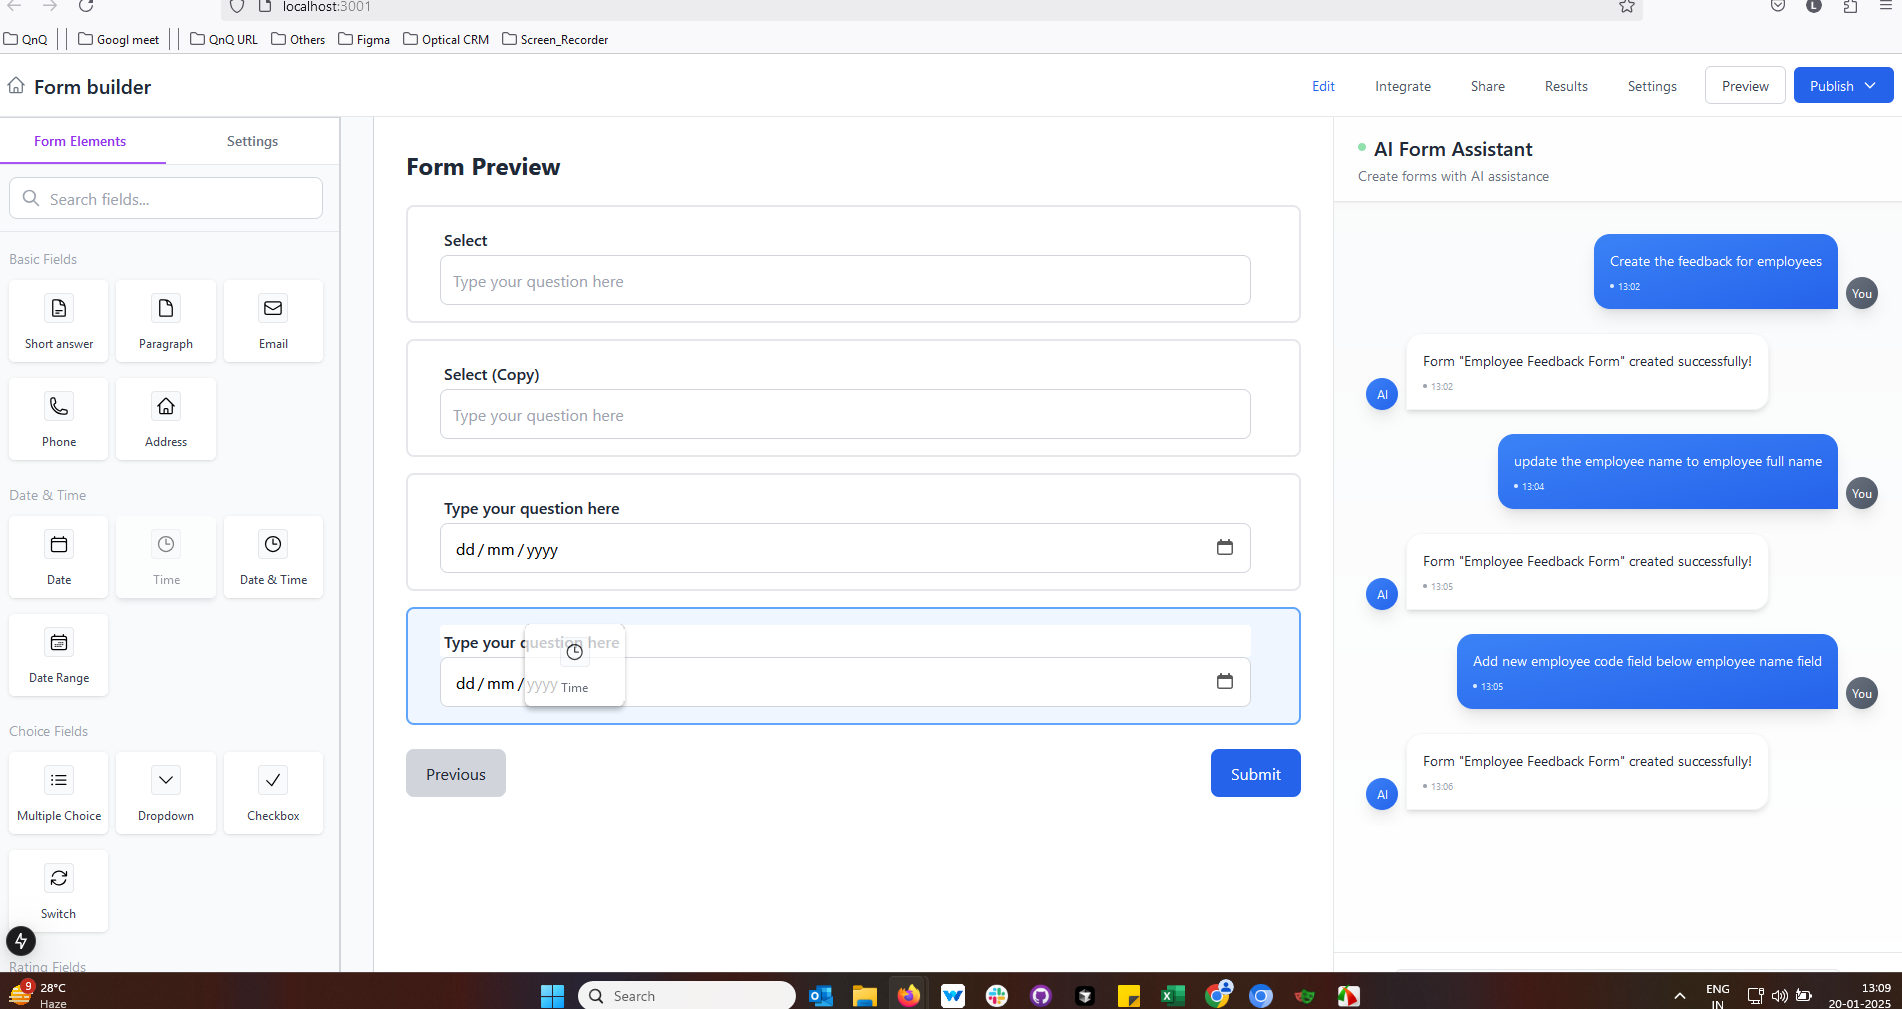 localhost:3001
QnQ
Googl meet
QnQ URL
Others
Figma
Optical CRM
Screen_Recorder
Form builder
Edit
Integrate
Share
Results
Settings
Preview
Publish
Form Elements
Settings
Search fields...
Basic Fields
Short answer
Paragraph
Email
Phone
Address
Date & Time
Date
Time
Date & Time
Date Range
Choice Fields
Multiple Choice
Dropdown
Checkbox
Switch
Rating Fields
Form Preview
Select
Type your question here
Select (Copy)
Type your question here
Type your question here
dd/mm/yyyy
Type your question here
dd/mm/yyyy
Time
Previous
Submit
AI Form Assistant
Create forms with AI assistance
Create the feedback for employees
13:02
You
Form "Employee Feedback Form" created successfully!
13:02
AI
update the employee name to employee full name
13:04
You
Form "Employee Feedback Form" created successfully!
13:05
AI
Add new employee code field below employee name field
13:05
You
Form "Employee Feedback Form" created successfully!
13:06
AI
L
9
28°C
Haze
Search
ENG
IN
13:09
20-01-2025